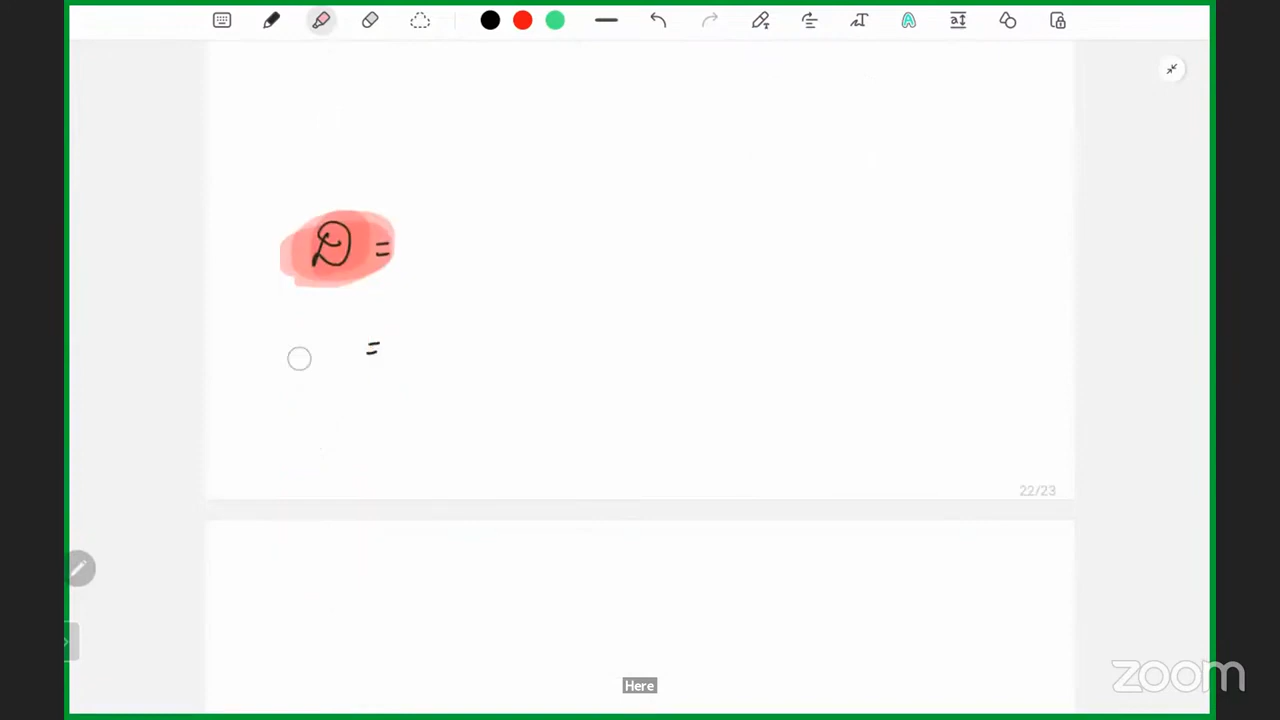 D =
=
22/23
Here
zoom